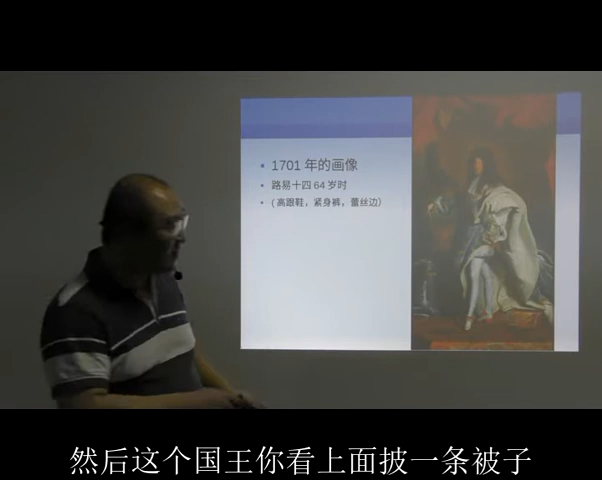 1701 年的画像
路易十四 64 岁时
( 高跟鞋，紧身裤，蕾丝边)
然后这个国王你看上面披一条被子